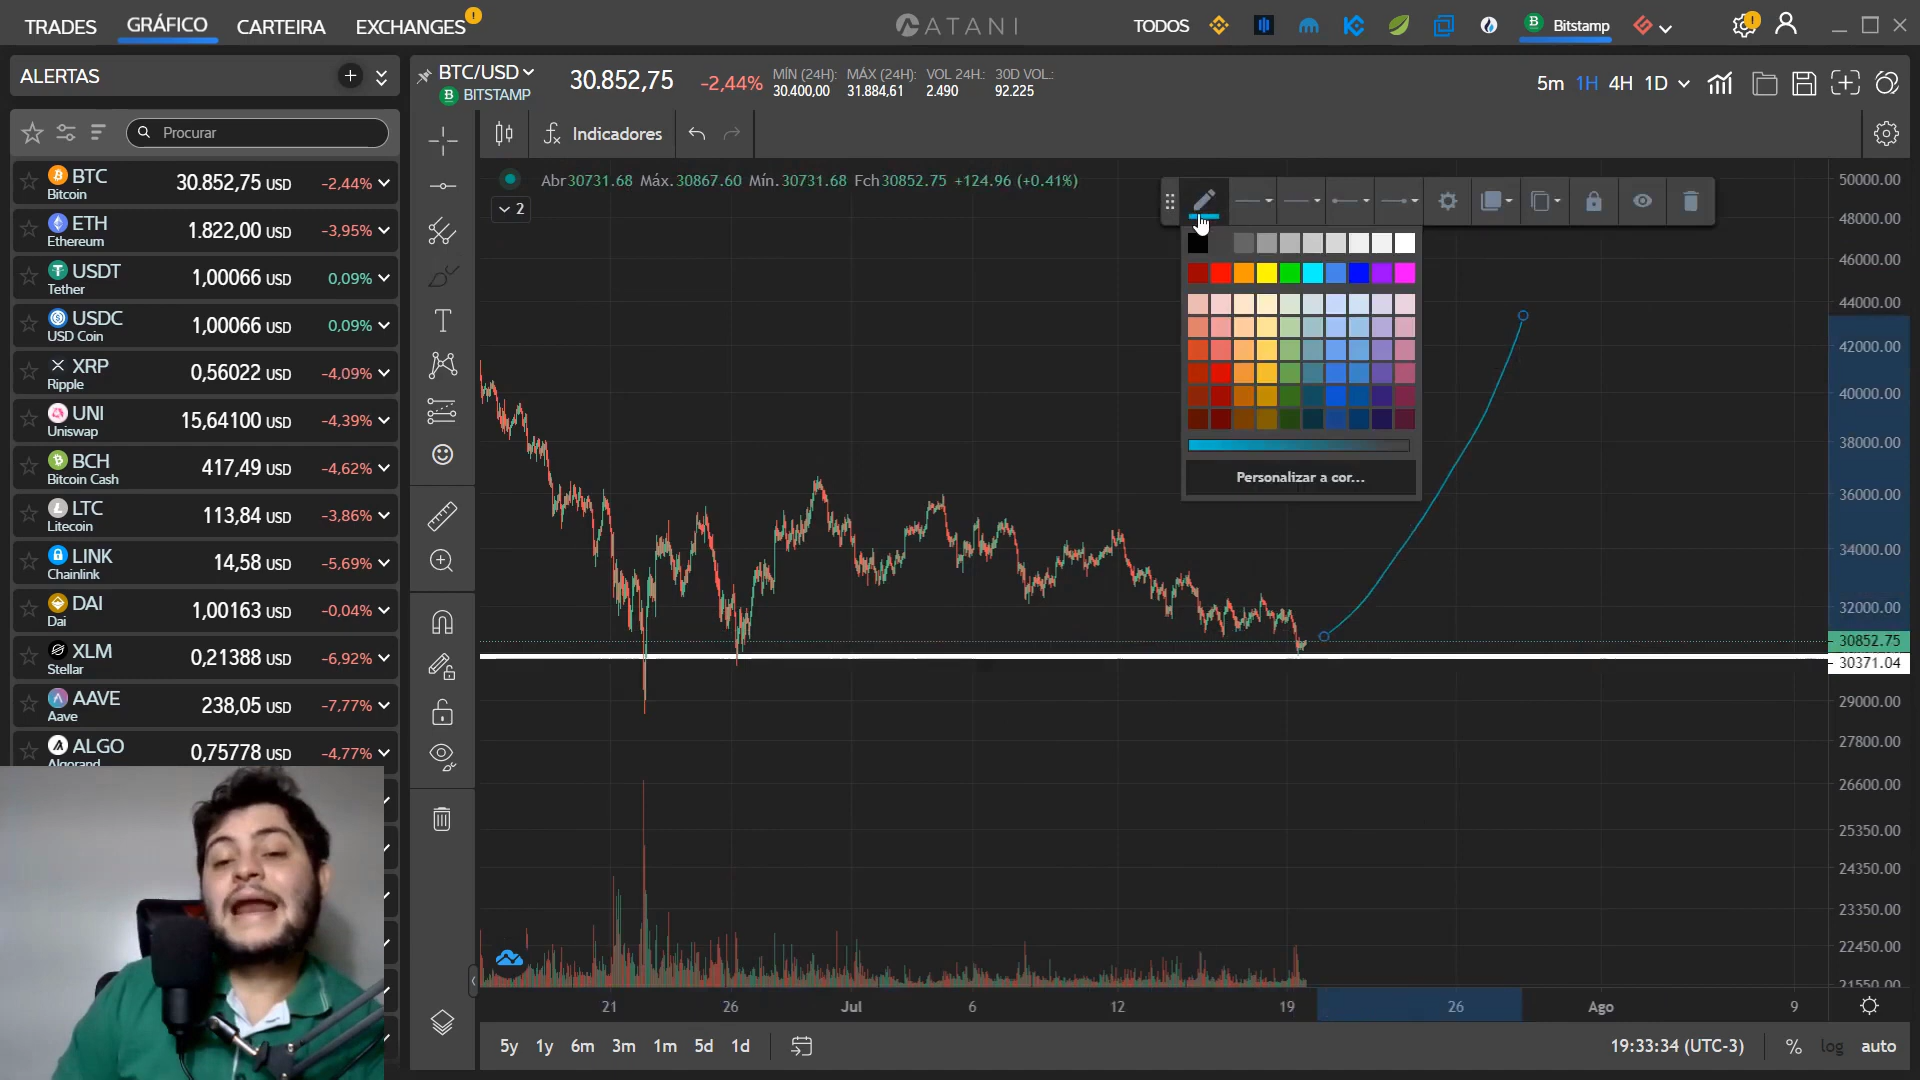 TRADES GRÁFICO CARTEIRA EXCHANGES ! ATANI TODOS Bitstamp !
ALERTAS
Procurar
BTC 30.852,75 USD -2,44%
Bitcoin
ETH 1.822,00 USD -3,95%
Ethereum
USDT 1,00066 USD 0,09%
Tether
USDC 1,00066 USD 0,09%
USD Coin
XRP 0,56022 USD -4,09%
Ripple
UNI 15,64100 USD -4,39%
Uniswap
BCH 417,49 USD -4,62%
Bitcoin Cash
LTC 113,84 USD -3,86%
Litecoin
LINK 14,58 USD -5,69%
Chainlink
DAI 1,00163 USD -0,04%
Dai
XLM 0,21388 USD -6,92%
Stellar
AAVE 238,05 USD -7,77%
Aave
ALGO 0,75778 USD -4,77%
Algorand
BTC/USD
BITSTAMP
30.852,75 -2,44%
MÍN (24H): MÁX (24H): VOL 24H.: 30D VOL.:
30.400,00 31.884,61 2.490 92.225
5m 1H 4H 1D
Indicadores
Abr30731.68 Máx.30867.60 Mín.30731.68 Fch30852.75 +124.96 (+0.41%)
2
Personalizar a cor...
50000.00
48000.00
46000.00
44000.00
42000.00
40000.00
38000.00
36000.00
34000.00
32000.00
30852.75
30371.04
29000.00
27800.00
26600.00
25350.00
24350.00
23350.00
22450.00
21550.00
21 26 Jul 6 12 19 26 Ago 9
5y 1y 6m 3m 1m 5d 1d 19:33:34 (UTC-3) % log auto